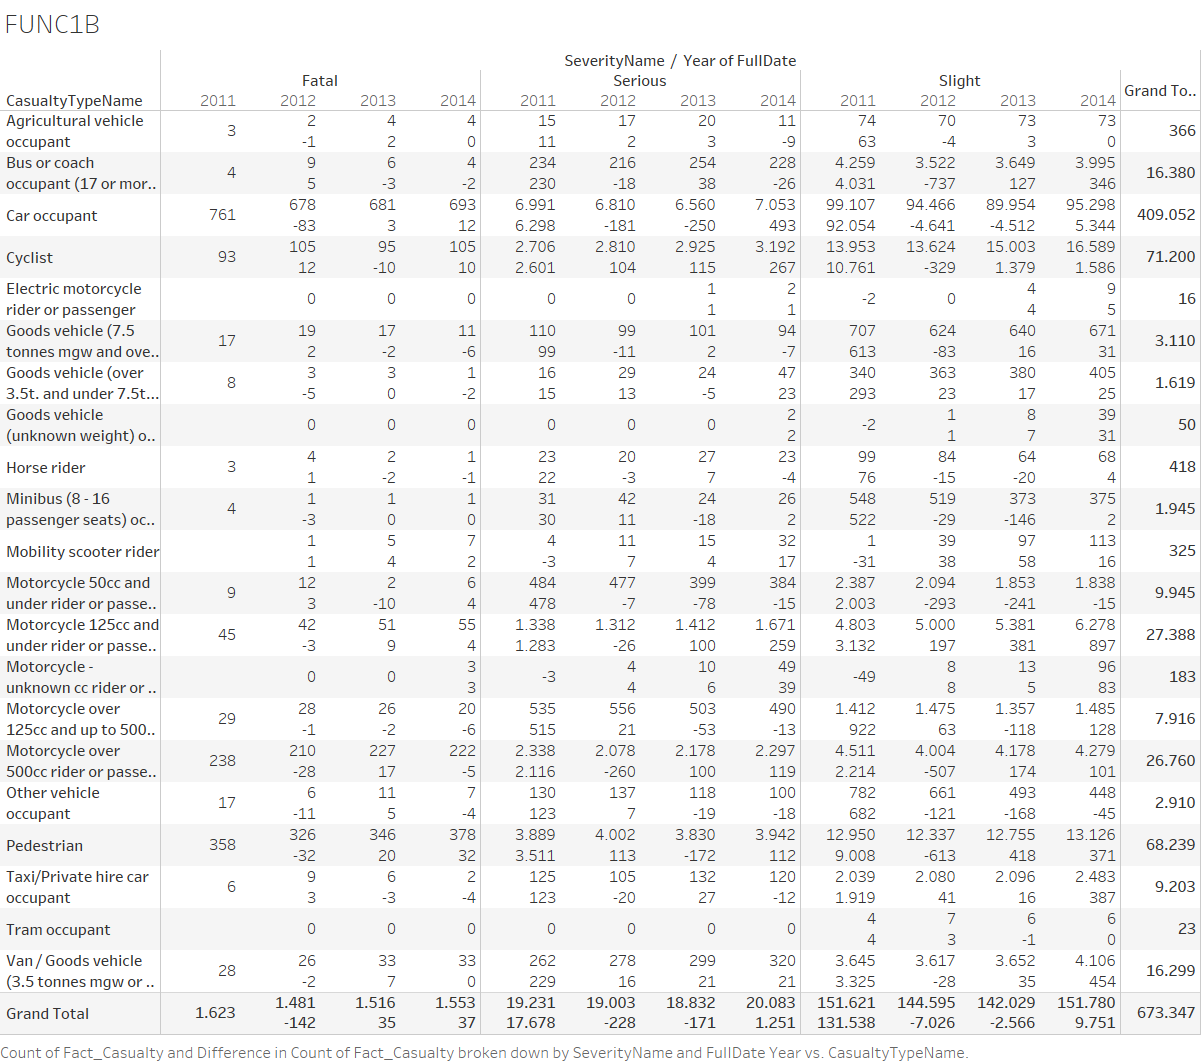 FUNC1B
SeverityName / Year of FullDate
Fatal Serious Slight
CasualtyTypeName 2011 2012 2013 2014 2011 2012 2013 2014 2011 2012 2013 2014 Grand To..
Agricultural vehicle 2 4 4 15 17 20 11 74 70 73 73
occupant 3 -1 2 0 11 2 3 -9 63 -4 3 0 366
Bus or coach 9 6 4 234 216 254 228 4.259 3.522 3.649 3.995
occupant (17 or mor.. 4 5 -3 -2 230 -18 38 -26 4.031 -737 127 346 16.380
Car occupant 761 678 681 693 6.991 6.810 6.560 7.053 99.107 94.466 89.954 95.298 409.052
-83 3 12 6.298 -181 -250 493 92.054 -4.641 -4.512 5.344
Cyclist 93 105 95 105 2.706 2.810 2.925 3.192 13.953 13.624 15.003 16.589 71.200
12 -10 10 2.601 104 115 267 10.761 -329 1.379 1.586
Electric motorcycle 1 2 4 9
rider or passenger 0 0 0 0 0 1 1 -2 0 4 5 16
Goods vehicle (7.5 19 17 11 110 99 101 94 707 624 640 671
tonnes mgw and ove.. 17 2 -2 -6 99 -11 2 -7 613 -83 16 31 3.110
Goods vehicle (over 3 3 1 16 29 24 47 340 363 380 405
3.5t. and under 7.5t... 8 -5 0 -2 15 13 -5 23 293 23 17 25 1.619
Goods vehicle 2 1 8 39
(unknown weight) o.. 0 0 0 0 0 0 2 -2 1 7 31 50
Horse rider 3 4 2 1 23 20 27 23 99 84 64 68 418
1 -2 -1 22 -3 7 -4 76 -15 -20 4
Minibus (8 - 16 1 1 1 31 42 24 26 548 519 373 375
passenger seats) oc.. 4 -3 0 0 30 11 -18 2 522 -29 -146 2 1.945
Mobility scooter rider 1 5 7 4 11 15 32 1 39 97 113 325
1 4 2 -3 7 4 17 -31 38 58 16
Motorcycle 50cc and 12 2 6 484 477 399 384 2.387 2.094 1.853 1.838
under rider or passe.. 9 3 -10 4 478 -7 -78 -15 2.003 -293 -241 -15 9.945
Motorcycle 125cc and 42 51 55 1.338 1.312 1.412 1.671 4.803 5.000 5.381 6.278
under rider or passe.. 45 -3 9 4 1.283 -26 100 259 3.132 197 381 897 27.388
Motorcycle - 3 4 10 49 8 13 96
unknown cc rider or .. 0 0 3 -3 4 6 39 -49 8 5 83 183
Motorcycle over 28 26 20 535 556 503 490 1.412 1.475 1.357 1.485
125cc and up to 500.. 29 -1 -2 -6 515 21 -53 -13 922 63 -118 128 7.916
Motorcycle over 210 227 222 2.338 2.078 2.178 2.297 4.511 4.004 4.178 4.279
500cc rider or passe.. 238 -28 17 -5 2.116 -260 100 119 2.214 -507 174 101 26.760
Other vehicle 6 11 7 130 137 118 100 782 661 493 448
occupant 17 -11 5 -4 123 7 -19 -18 682 -121 -168 -45 2.910
Pedestrian 358 326 346 378 3.889 4.002 3.830 3.942 12.950 12.337 12.755 13.126 68.239
-32 20 32 3.511 113 -172 112 9.008 -613 418 371
Taxi/Private hire car 9 6 2 125 105 132 120 2.039 2.080 2.096 2.483
occupant 6 3 -3 -4 123 -20 27 -12 1.919 41 16 387 9.203
Tram occupant 0 0 0 0 0 0 0 4 7 6 6 23
4 3 -1 0
Van / Goods vehicle 26 33 33 262 278 299 320 3.645 3.617 3.652 4.106
(3.5 tonnes mgw or .. 28 -2 7 0 229 16 21 21 3.325 -28 35 454 16.299
Grand Total 1.623 1.481 1.516 1.553 19.231 19.003 18.832 20.083 151.621 144.595 142.029 151.780 673.347
-142 35 37 17.678 -228 -171 1.251 131.538 -7.026 -2.566 9.751
Count of Fact_Casualty and Difference in Count of Fact_Casualty broken down by SeverityName and FullDate Year vs. CasualtyTypeName.